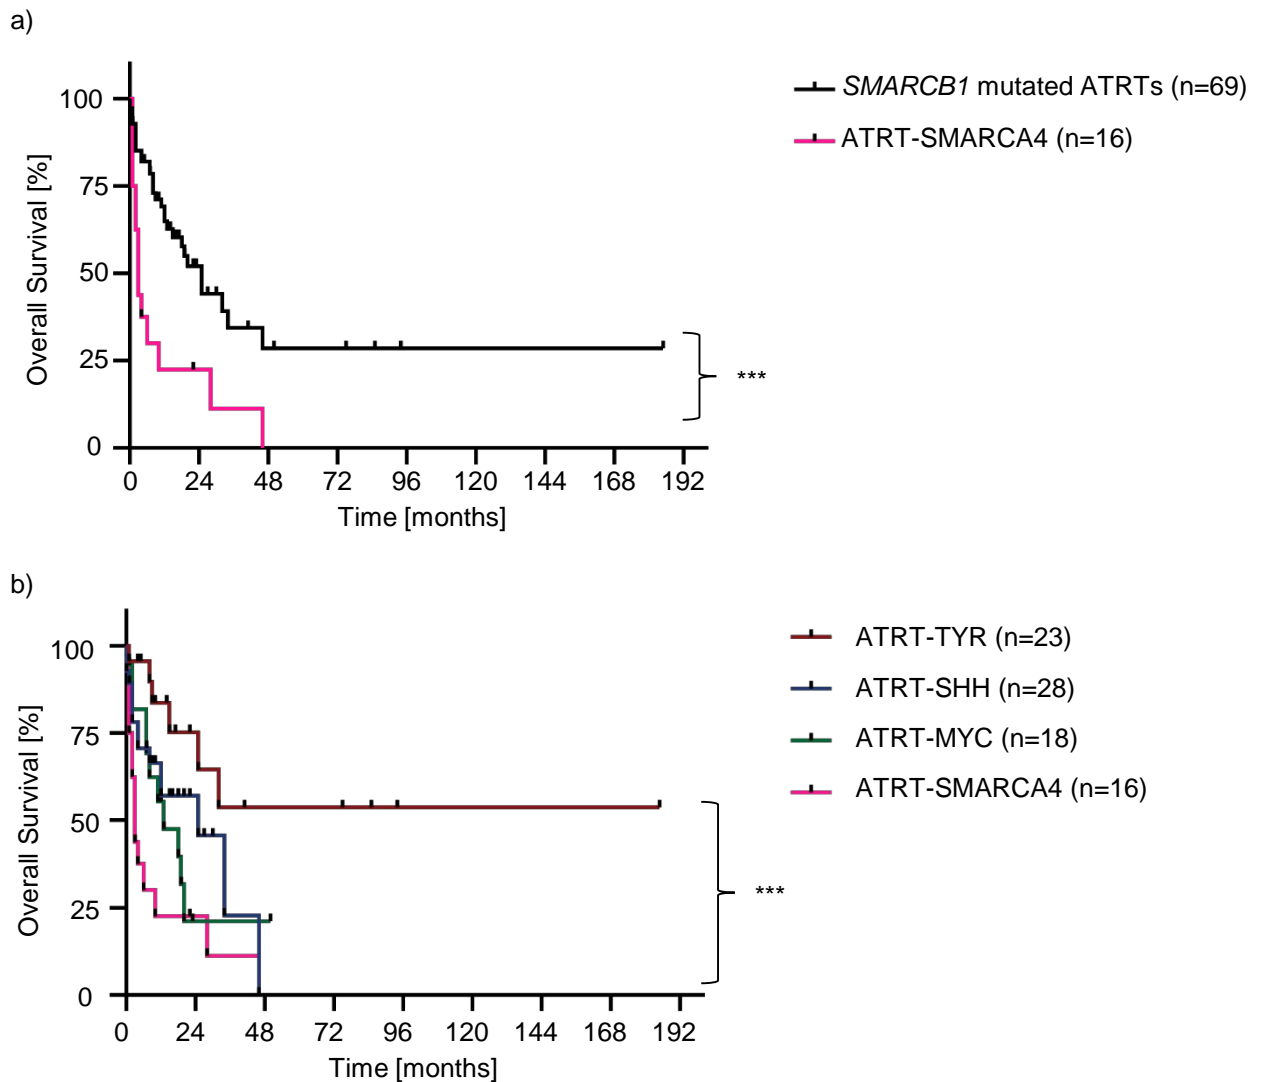 a)
SMARCB1 mutated ATRTs (n=69)
ATRT-SMARCA4 (n=16)
Overall Survival [%]
100
75
50
25
0
***
0 24 48 72 96 120 144 168 192
Time [months]
b)
ATRT-TYR (n=23)
ATRT-SHH (n=28)
ATRT-MYC (n=18)
ATRT-SMARCA4 (n=16)
Overall Survival [%]
100
75
50
25
0
***
0 24 48 72 96 120 144 168 192
Time [months]